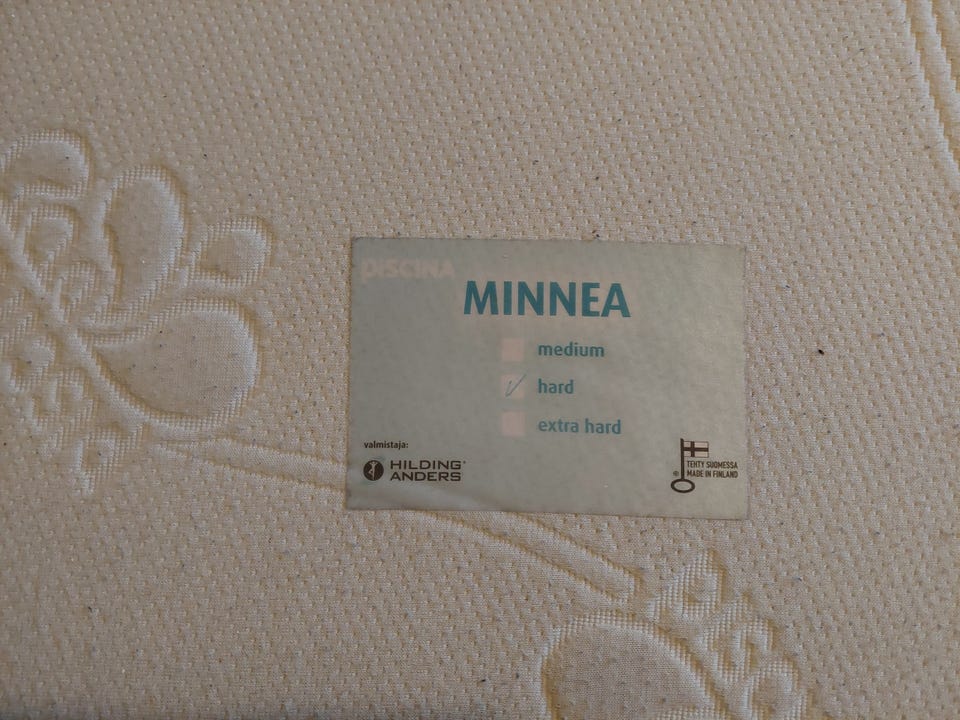 PISCINA
MINNEA
medium
hard
extra hard
valmistaja:
HILDING
ANDERS
TEHTY SUOMESSA
MADE IN FINLAND